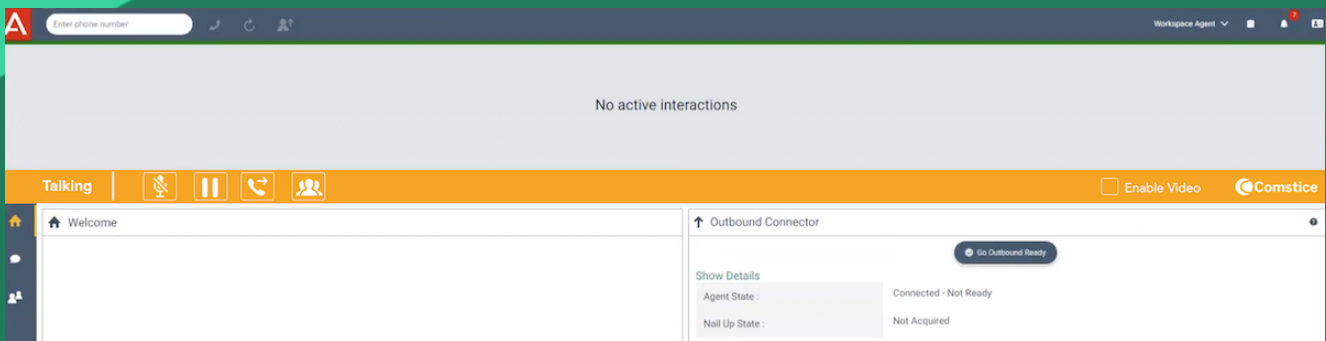 Enter phone number
Workspace Agent
No active interactions
Talking
Enable Video
Comstice
Welcome
Outbound Connector
Go Outbound Ready
Show Details
Agent State :
Connected - Not Ready
Nail Up State :
Not Acquired